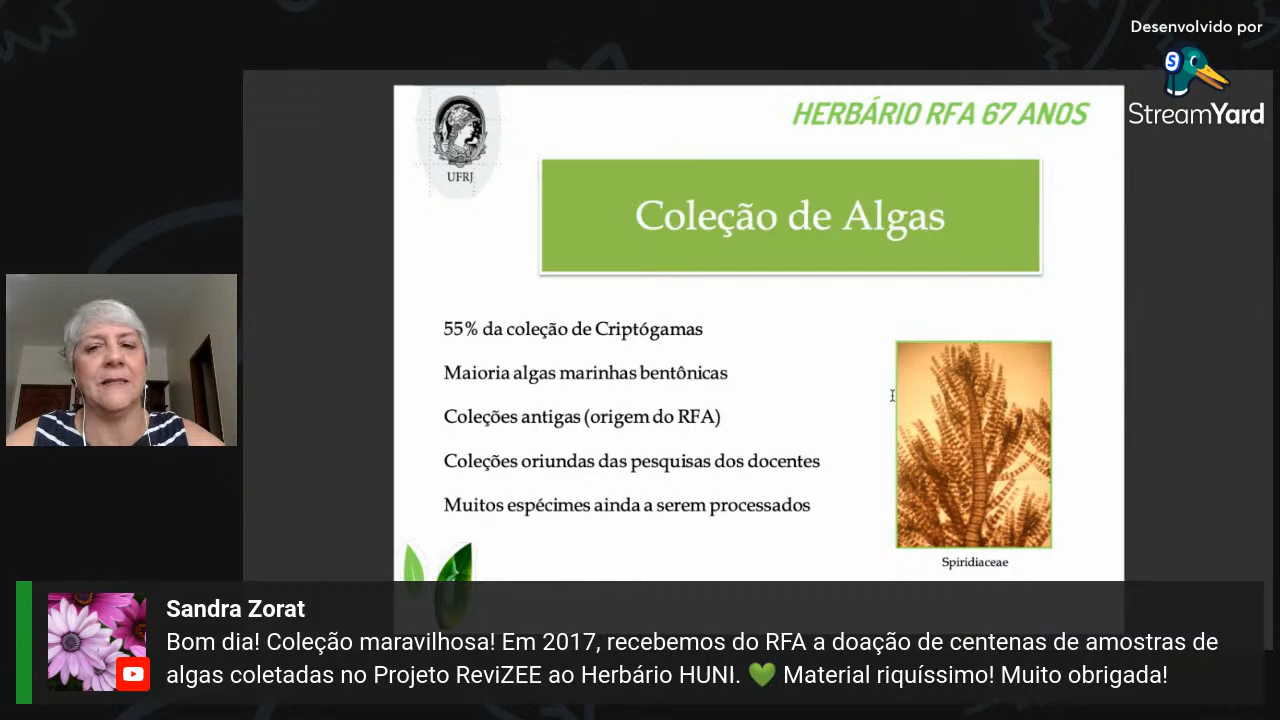 Desenvolvido por
StreamYard
HERBÁRIO RFA 67 ANOS
UFRJ
Coleção de Algas
55% da coleção de Criptógamas
Maioria algas marinhas bentônicas
Coleções antigas (origem do RFA)
Coleções oriundas das pesquisas dos docentes
Muitos espécimes ainda a serem processados
Spiridiaceae
Sandra Zorat
Bom dia! Coleção maravilhosa! Em 2017, recebemos do RFA a doação de centenas de amostras de
algas coletadas no Projeto ReviZEE ao Herbário HUNI. 💚 Material riquíssimo! Muito obrigada!